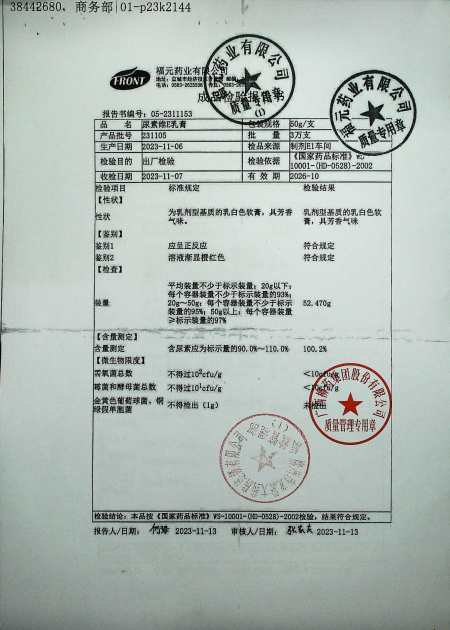 38442680、商务部|01-p23k2144
FRONT
福元药业有限公司
成品检验报告书
报告书编号：05-2311153
品 名 尿素维E乳膏 包装规格 50g/支
产品批号 231105 批 量 3万支
生产日期 2023-11-06 检品来源 制剂E1车间
检验目的 出厂检验 检验依据 《国家药品标准》WS-10001-(HD-0528)-2002
收检日期 2023-11-07 有 效 期 2026-10
检验项目 标准规定 检验结果
【性状】
性状 为乳剂型基质的乳白色软膏，具芳香气味。 乳剂型基质的乳白色软膏，具芳香气味
【鉴别】
鉴别1 应呈正反应 符合规定
鉴别2 溶液渐显橙红色 符合规定
【检查】
装量 平均装量不少于标示装量；20g以下：每个容器装量不少于标示装量的93%；20g～50g：每个容器装量不少于标示装量的95%；50g以上：每个容器装量≥标示装量的97% 52.470g
【含量测定】
含量测定 含尿素应为标示量的90.0%～110.0% 100.2%
【微生物限度】
需氧菌总数 不得过10²cfu/g <10cfu/g
霉菌和酵母菌总数 不得过10¹cfu/g <10cfu/g
金黄色葡萄球菌、铜绿假单胞菌 不得检出（1g） 未检出
质量专用章
(1)
福元药业有限公司
质量专用章
集团股份有限公司
质量管理专用章
(1)
检验结论：本品按《国家药品标准》WS-10001-(HD-0528)-2002检验，结果符合规定。
报告人/日期： 2023-11-13 审核人/日期： 2023-11-13